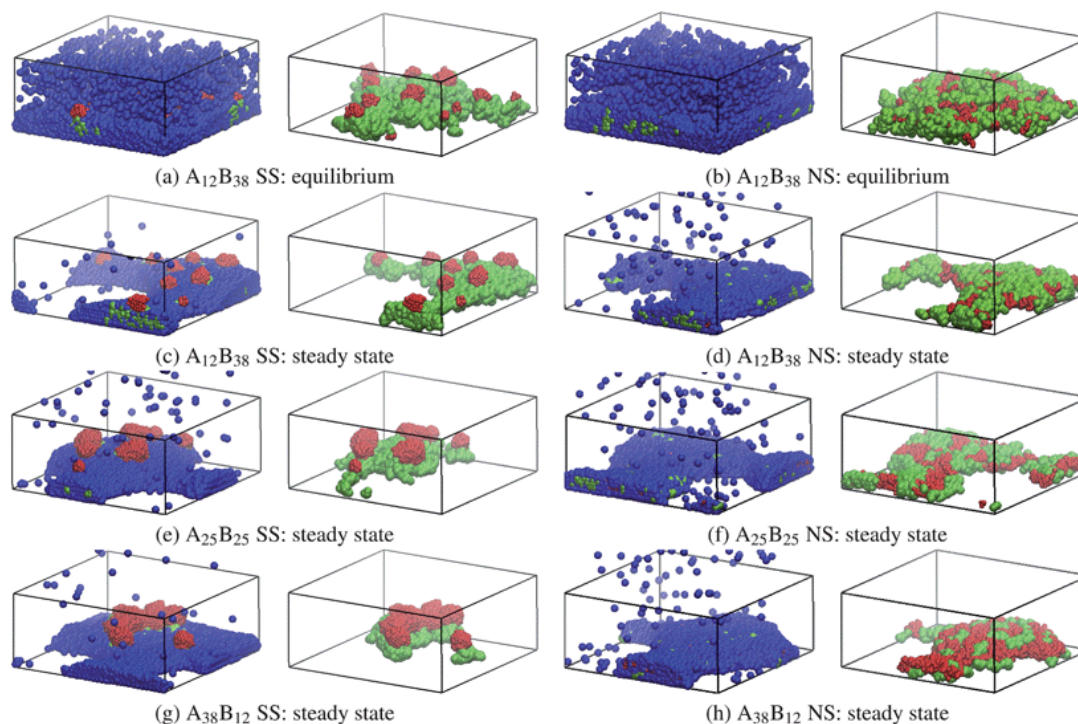 (a) A₁₂B₃₈ SS: equilibrium
(b) A₁₂B₃₈ NS: equilibrium
(c) A₁₂B₃₈ SS: steady state
(d) A₁₂B₃₈ NS: steady state
(e) A₂₅B₂₅ SS: steady state
(f) A₂₅B₂₅ NS: steady state
(g) A₃₈B₁₂ SS: steady state
(h) A₃₈B₁₂ NS: steady state